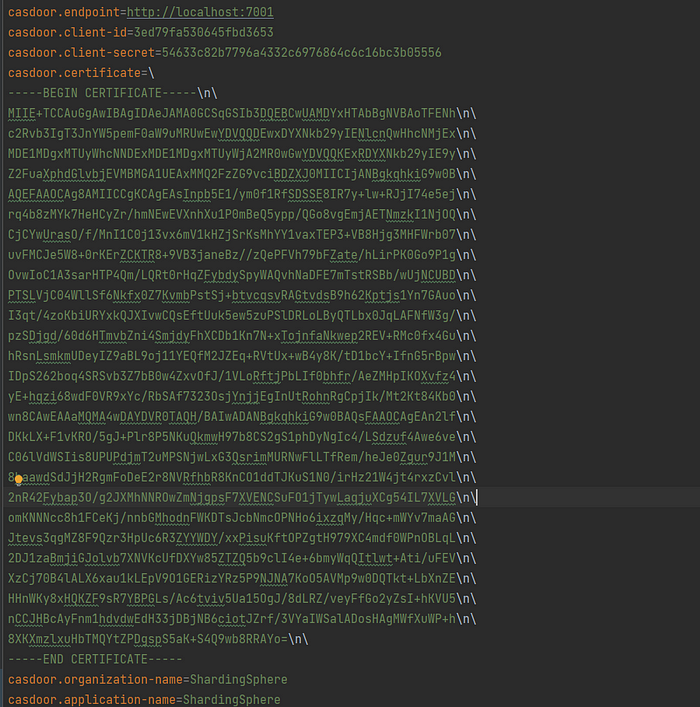 casdoor.endpoint=http://localhost:7001
casdoor.client-id=3ed79fa530645fbd3653
casdoor.client-secret=54633c82b7796a4332c6976864c6c16bc3b05556
casdoor.certificate=\
-----BEGIN CERTIFICATE-----\n\
MIIE+TCCAuGgAwIBAgIDAeJAMA0GCSqGSIb3DQEBCwUAMDYxHTAbBgNVBAoTFENh\n\
c2Rvb3IgT3JnYW5pemF0aW9uMRUwEwYDVQQDEwxDYXNkb29yIENlcnQwHhcNMjEx\n\
MDE1MDgxMTUyWhcNNDExMDE1MDgxMTUyWjA2MR0wGwYDVQQKExRDYXNkb29yIE9y\n\
Z2FuaXphdGlvbjEVMBMGA1UEAxMMQ2FzZG9vciBDZXJ0MIICIjANBgkqhkiG9w0B\n\
AQEFAAOCAg8AMIICCgKCAgEAsInpb5E1/ym0f1RfSDSSE8IR7y+lw+RJjI74e5ej\n\
rq4b8zMYk7HeHCyZr/hmNEwEVXnhXu1P0mBeQ5ypp/QGo8vgEmjAETNmzkI1NjOQ\n\
CjCYwUrasO/f/MnI1C0j13vx6mV1kHZjSrKsMhYY1vaxTEP3+VB8Hjg3MHFWrb07\n\
uvFMCJe5W8+0rKErZCKTR8+9VB3janeBz//zQePFVh79bFZate/hLirPK0Go9P1g\n\
OvwIoC1A3sarHTP4Qm/LQRt0rHqZFybdySpyWAQvhNaDFE7mTstRSBb/wUjNCUBD\n\
PTSLVjC04WllSf6Nkfx0Z7KvmbPstSj+btvcqsvRAGtvdsB9h62Kptjs1Yn7GAuo\n\
I3qt/4zoKbiURYxkQJXIvwCQsEftUuk5ew5zuPSlDRLoLByQTLbx0JqLAFNfW3g/\n\
pzSDjgd/60d6HTmvbZni4SmjdyFhXCDb1Kn7N+xTojnfaNkwep2REV+RMc0fx4Gu\n\
hRsnLsmkmUDeyIZ9aBL9oj11YEQfM2JZEq+RVtUx+wB4y8K/tD1bcY+IfnG5rBpw\n\
IDpS262boq4SRSvb3Z7bB0w4ZxvOfJ/1VLoRftjPbLIf0bhfr/AeZMHpIKOXvfz4\n\
yE+hqzi68wdF0VR9xYc/RbSAf7323OsjYnjjEgInUtRohnRgCpjIk/Mt2Kt84Kb0\n\
wn8CAwEAAaMQMA4wDAYDVR0TAQH/BAIwADANBgkqhkiG9w0BAQsFAAOCAgEAn2lf\n\
DKkLX+F1vKRO/5gJ+Plr8P5NKuQkmwH97b8CS2gS1phDyNgIc4/LSdzuf4Awe6ve\n\
C06lVdWSIis8UPUPdjmT2uMPSNjwLxG3QsrimMURNwFlLTfRem/heJe0Zgur9J1M\n\
8haawdSdJjH2RgmFoDeE2r8NVRfhbR8KnCO1ddTJKuS1N0/irHz21W4jt4rxzCvl\n\
2nR42Fybap3O/g2JXMhNNROwZmNjgpsF7XVENCSuFO1jTywLaqjuXCg54IL7XVLG\n\
omKNNNcc8h1FCeKj/nnbGMhodnFWKDTsJcbNmcOPNHo6ixzqMy/Hqc+mWYv7maAG\n\
Jtevs3qgMZ8F9Qzr3HpUc6R3ZYYWDY/xxPisuKftOPZgtH979XC4mdf0WPnOBLqL\n\
2DJ1zaBmjiGJolvb7XNVKcUfDXYw85ZTZQ5b9clI4e+6bmyWqQItlwt+Ati/uFEV\n\
XzCj70B4lALX6xau1kLEpV9O1GERizYRz5P9NJNA7KoO5AVMp9w0DQTkt+LbXnZE\n\
HHnWKy8xHQKZF9sR7YBPGLs/Ac6tviv5Ua15OgJ/8dLRZ/veyFfGo2yZsI+hKVU5\n\
nCCJHBcAyFnm1hdvdwEdH33jDBjNB6ciotJZrf/3VYaIWSalADosHAgMWfXuWP+h\n\
8XKXmzlxuHbTMQYtZPDgspS5aK+S4Q9wb8RRAYo=\n\
-----END CERTIFICATE-----
casdoor.organization-name=ShardingSphere
casdoor.application-name=ShardingSphere